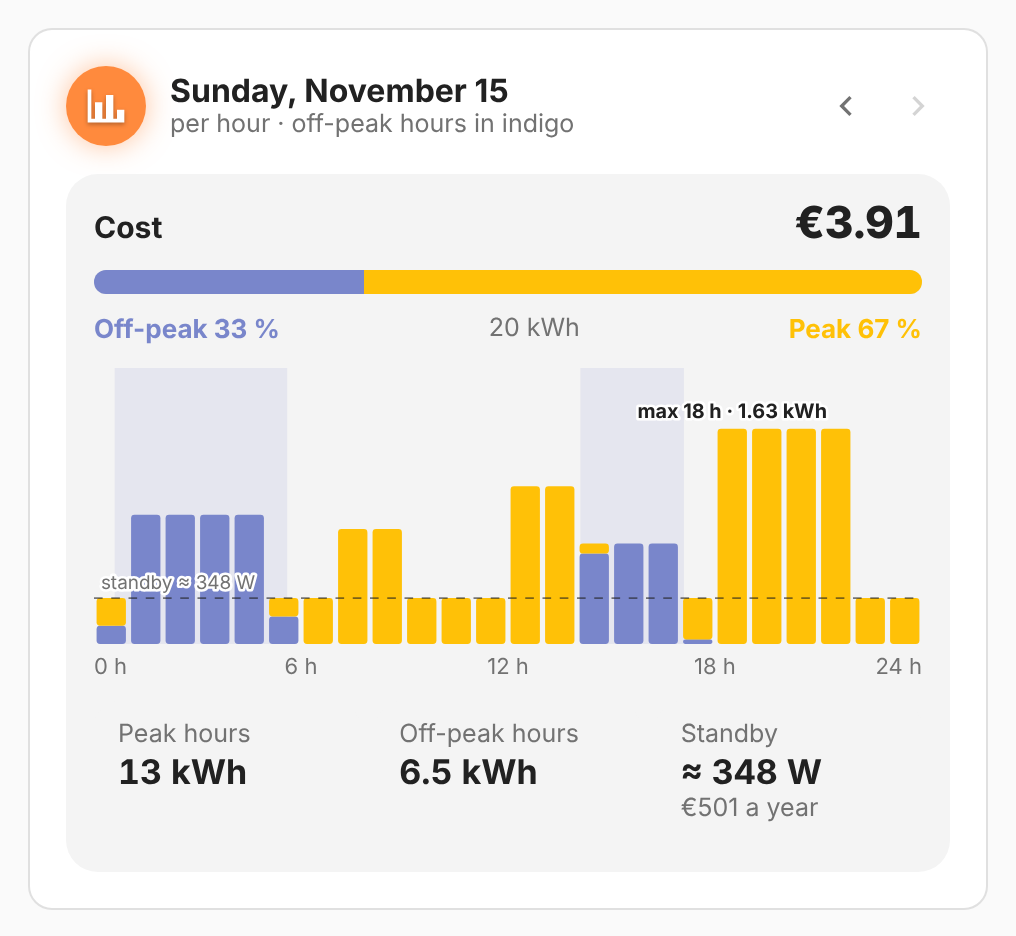 Sunday, November 15
per hour · off-peak hours in indigo
Cost
€3.91
Off-peak 33 %
20 kWh
Peak 67 %
max 18 h · 1.63 kWh
standby ≈ 348 W
0 h
6 h
12 h
18 h
24 h
Peak hours
13 kWh
Off-peak hours
6.5 kWh
Standby
≈ 348 W
€501 a year